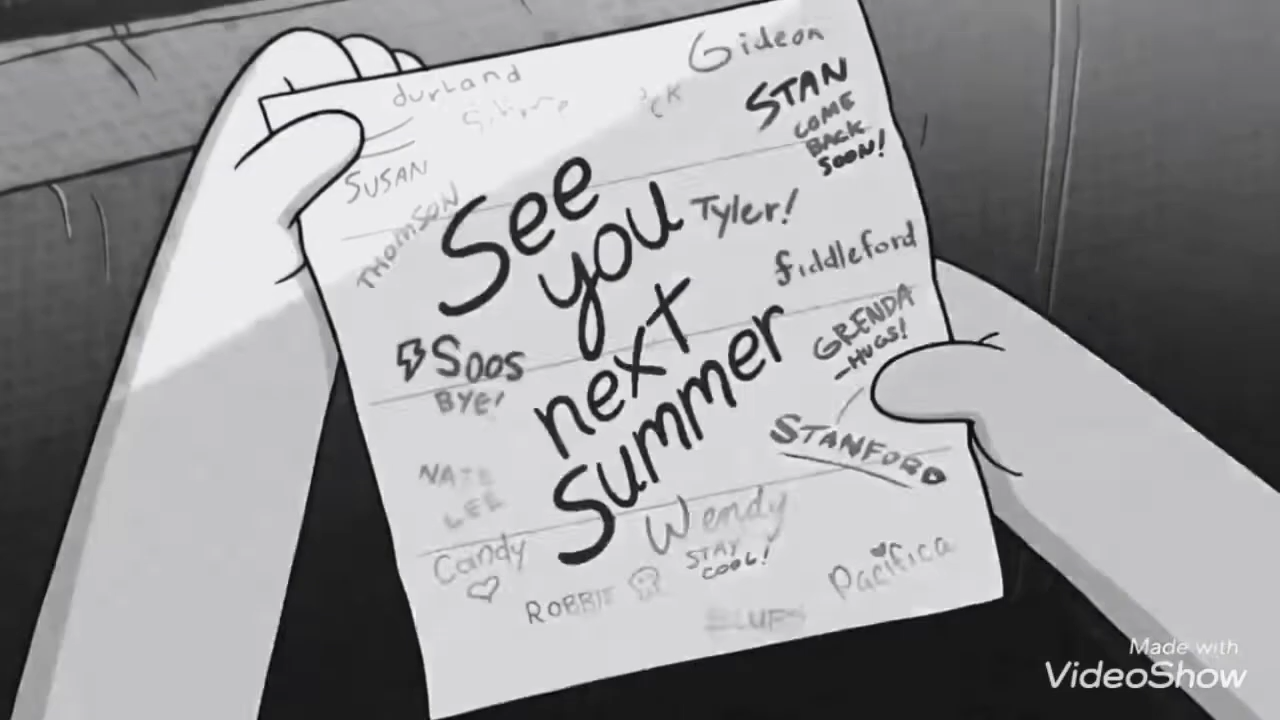 Gideon
durland
STAN
COME
BACK
SOON!
SUSAN
THOMSON
See
you
next
summer
Tyler!
fiddleford
GRENDA
-HUGS!
Soos
BYE!
STANFORD
NATE
LEE
Wendy
STAY
COOL!
Candy
ROBBIE
Pacifica
Made with
VideoShow